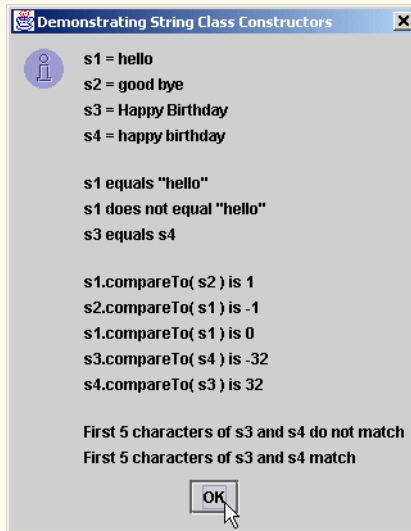 Demonstrating String Class Constructors
s1 = hello
s2 = good bye
s3 = Happy Birthday
s4 = happy birthday
s1 equals "hello"
s1 does not equal "hello"
s3 equals s4
s1.compareTo( s2 ) is 1
s2.compareTo( s1 ) is -1
s1.compareTo( s1 ) is 0
s3.compareTo( s4 ) is -32
s4.compareTo( s3 ) is 32
First 5 characters of s3 and s4 do not match
First 5 characters of s3 and s4 match
OK